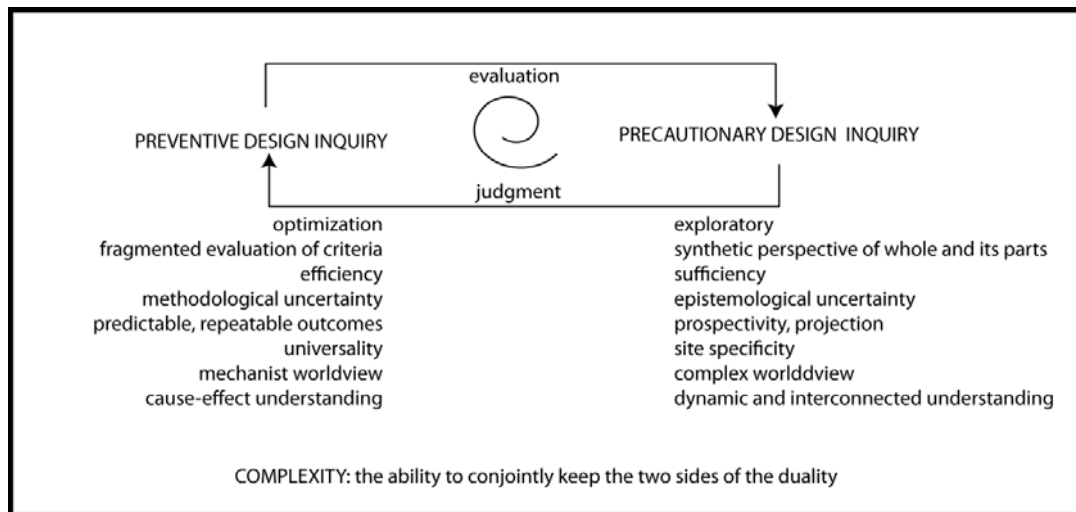 evaluation
PREVENTIVE DESIGN INQUIRY
PRECAUTIONARY DESIGN INQUIRY
judgment
optimization
fragmented evaluation of criteria
efficiency
methodological uncertainty
predictable, repeatable outcomes
universality
mechanist worldview
cause-effect understanding
exploratory
synthetic perspective of whole and its parts
sufficiency
epistemological uncertainty
prospectivity, projection
site specificity
complex worlddview
dynamic and interconnected understanding
COMPLEXITY: the ability to conjointly keep the two sides of the duality